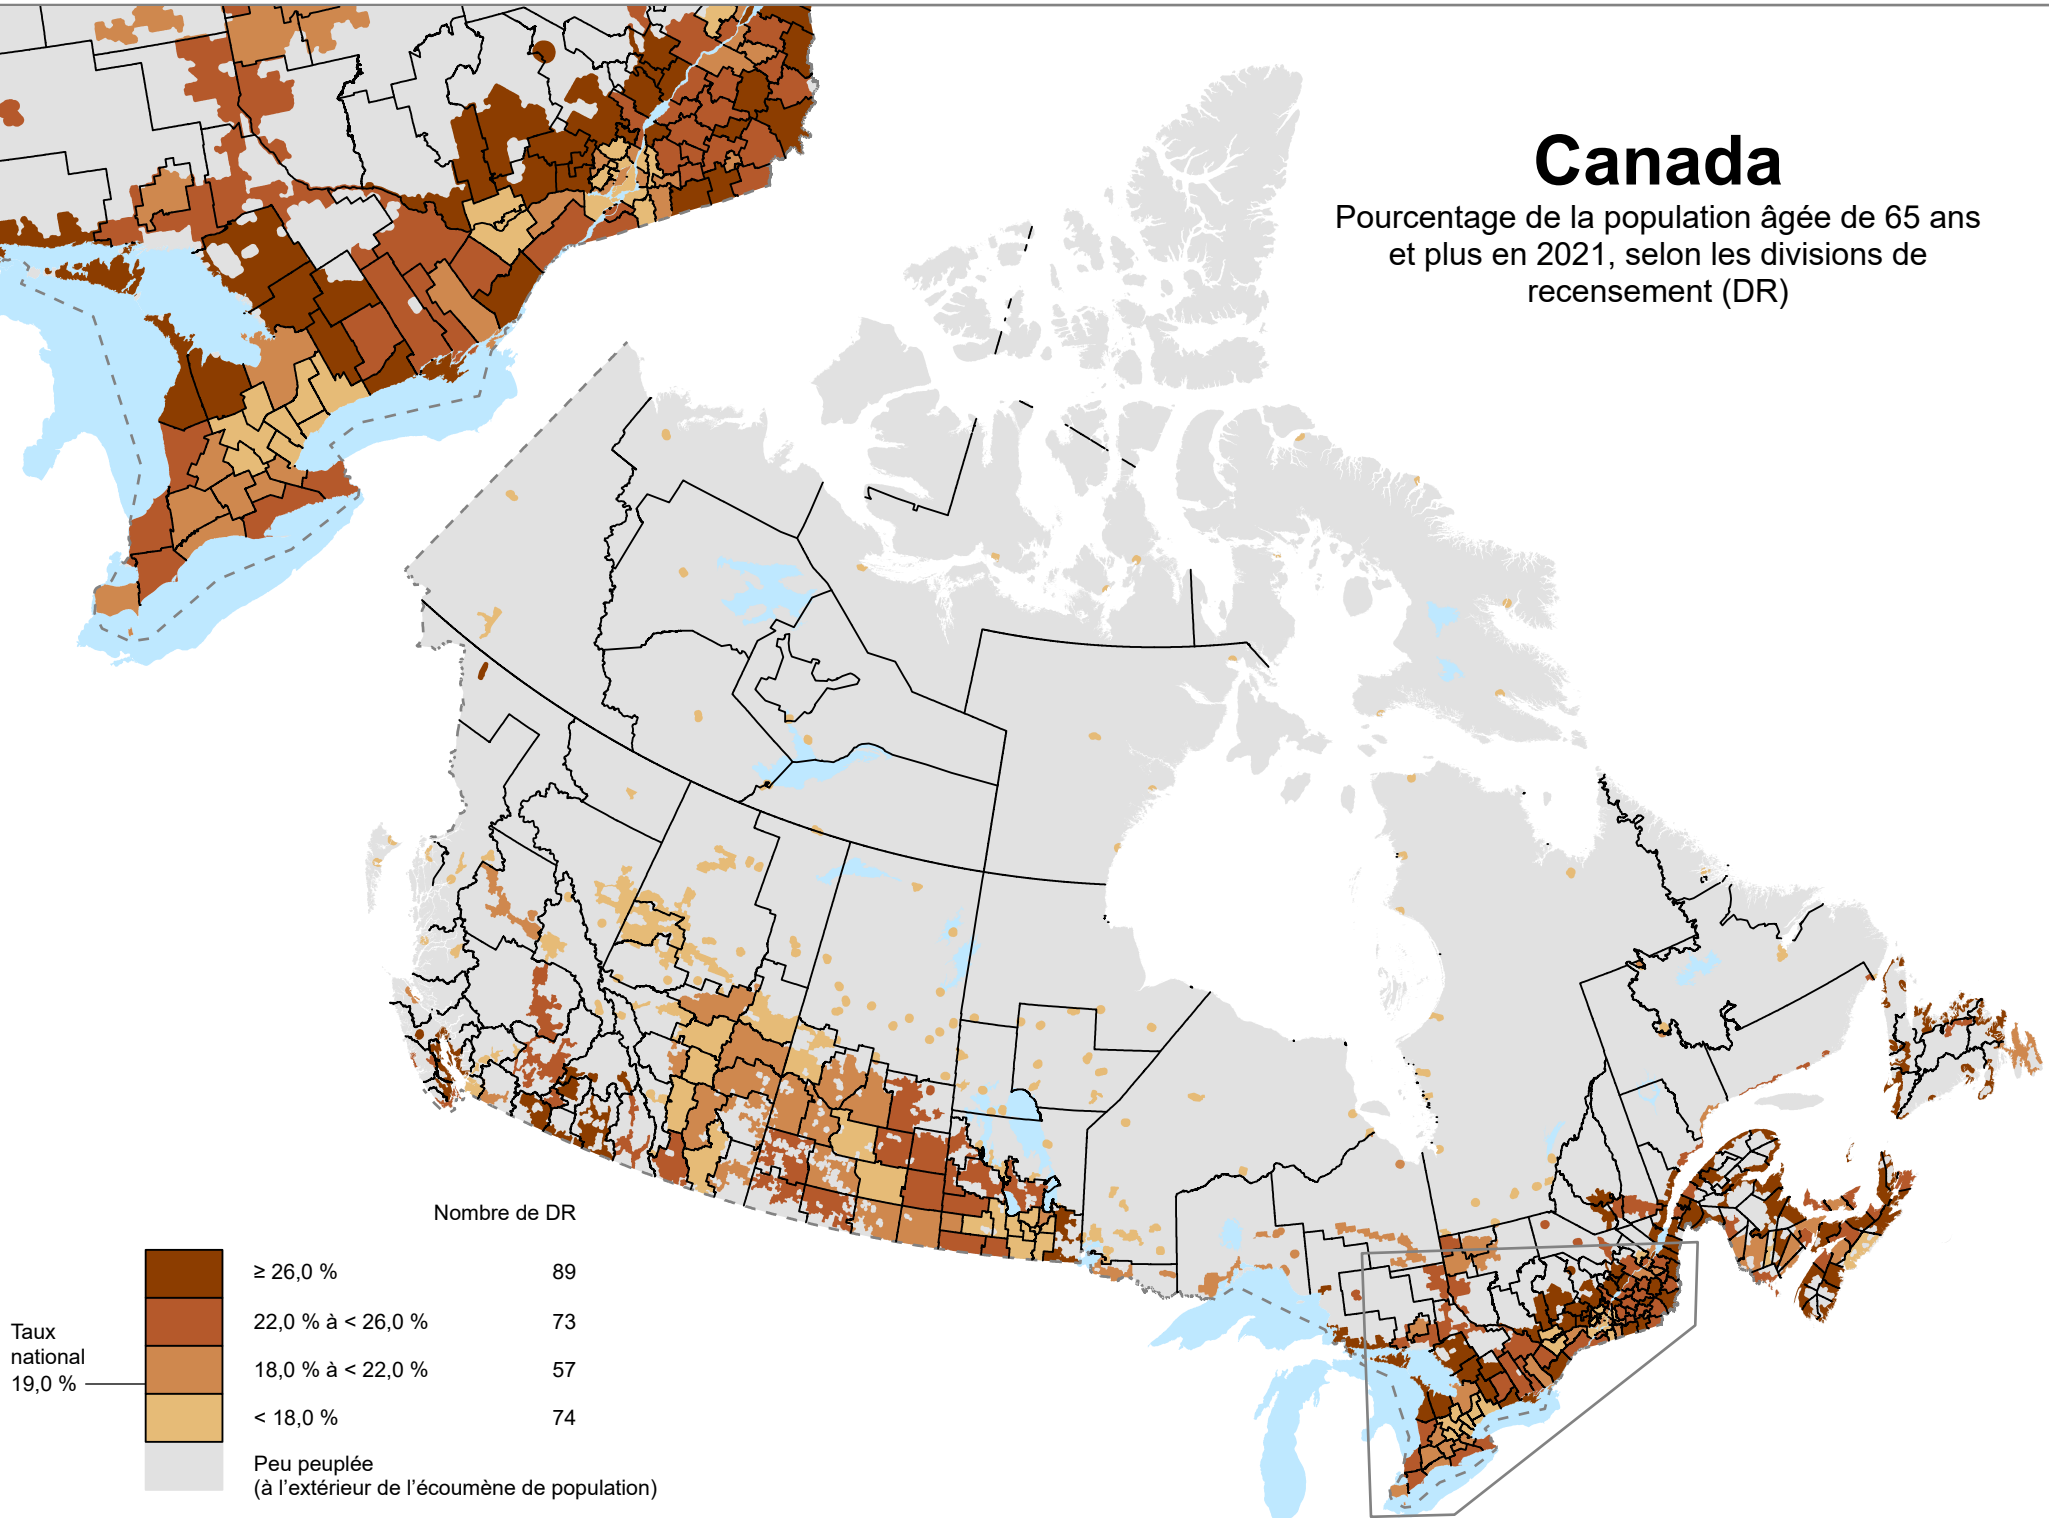 Canada
Pourcentage de la population âgée de 65 ans
et plus en 2021, selon les divisions de
recensement (DR)
Nombre de DR
≥ 26,0 % 89
22,0 % à < 26,0 % 73
18,0 % à < 22,0 % 57
< 18,0 % 74
Taux
national
19,0 %
Peu peuplée
(à l’extérieur de l’écoumène de population)